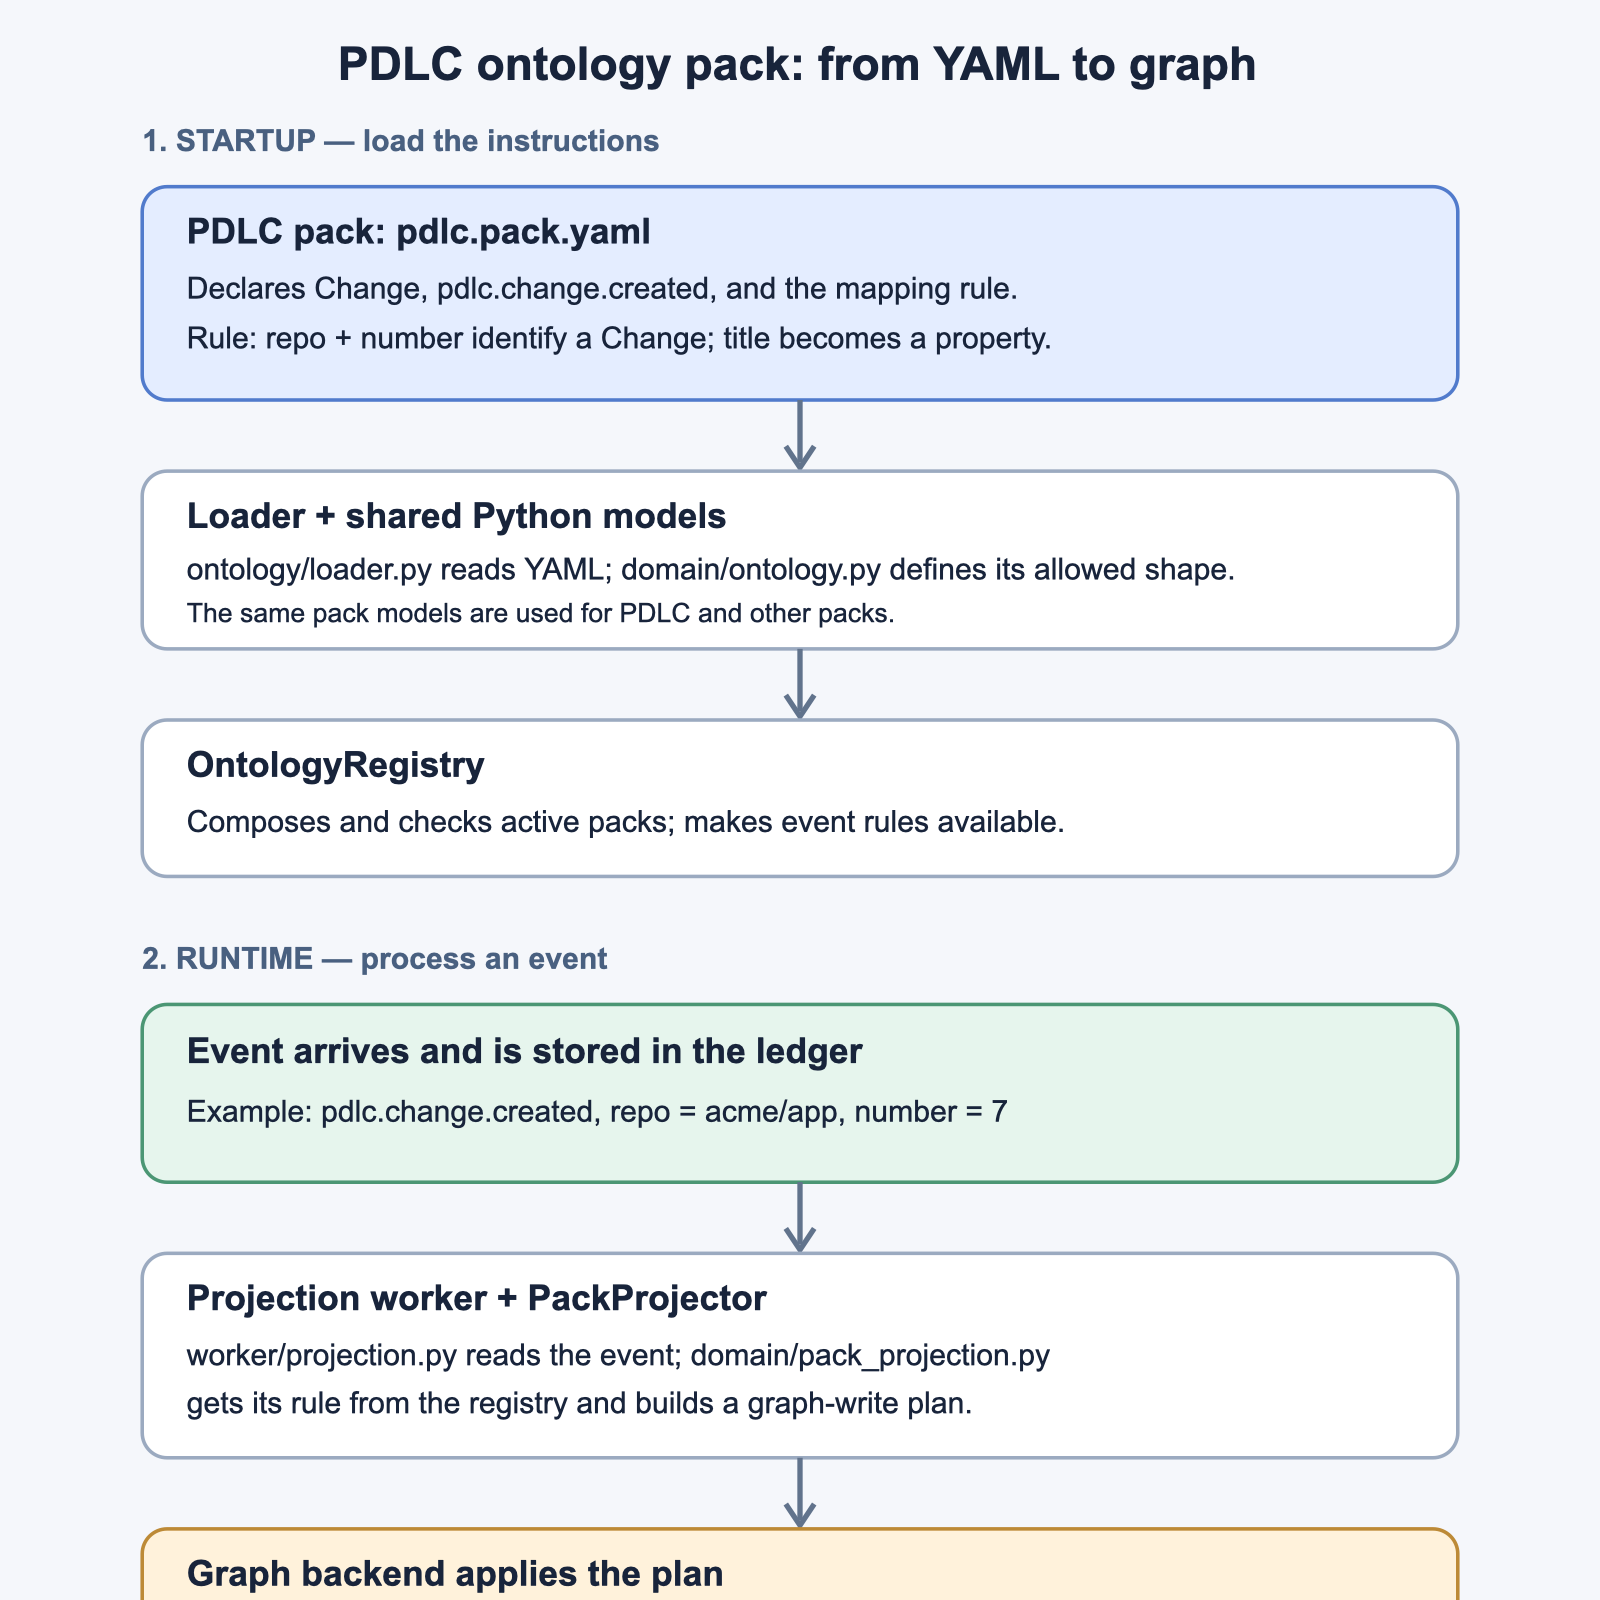 PDLC ontology pack: from YAML to graph
1. STARTUP — load the instructions
PDLC pack: pdlc.pack.yaml
Declares Change, pdlc.change.created, and the mapping rule.
Rule: repo + number identify a Change; title becomes a property.
Loader + shared Python models
ontology/loader.py reads YAML; domain/ontology.py defines its allowed shape.
The same pack models are used for PDLC and other packs.
OntologyRegistry
Composes and checks active packs; makes event rules available.
2. RUNTIME — process an event
Event arrives and is stored in the ledger
Example: pdlc.change.created, repo = acme/app, number = 7
Projection worker + PackProjector
worker/projection.py reads the event; domain/pack_projection.py
gets its rule from the registry and builds a graph-write plan.
Graph backend applies the plan